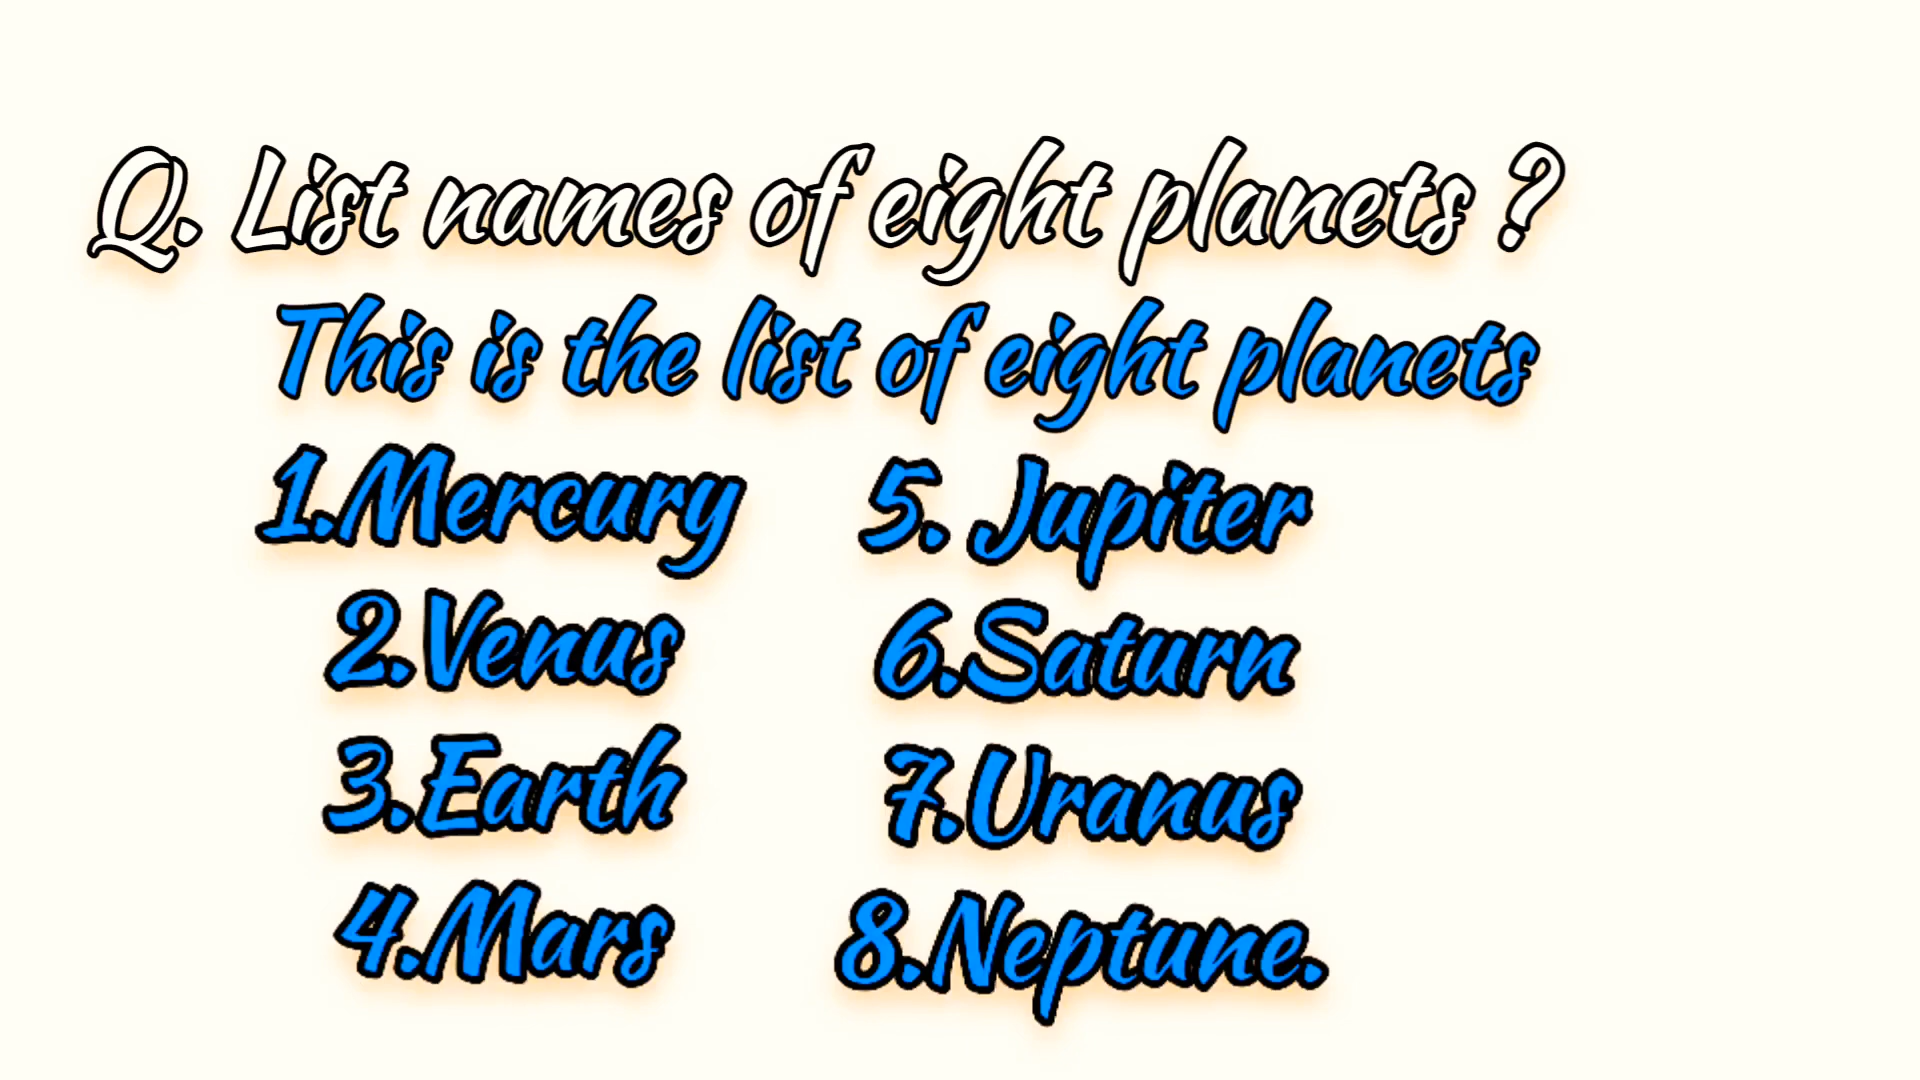 Q. List names of eight planets ?
This is the list of eight planets
1.Mercury
2.Venus
3.Earth
4.Mars
5. Jupiter
6.Saturn
7.Uranus
8.Neptune.